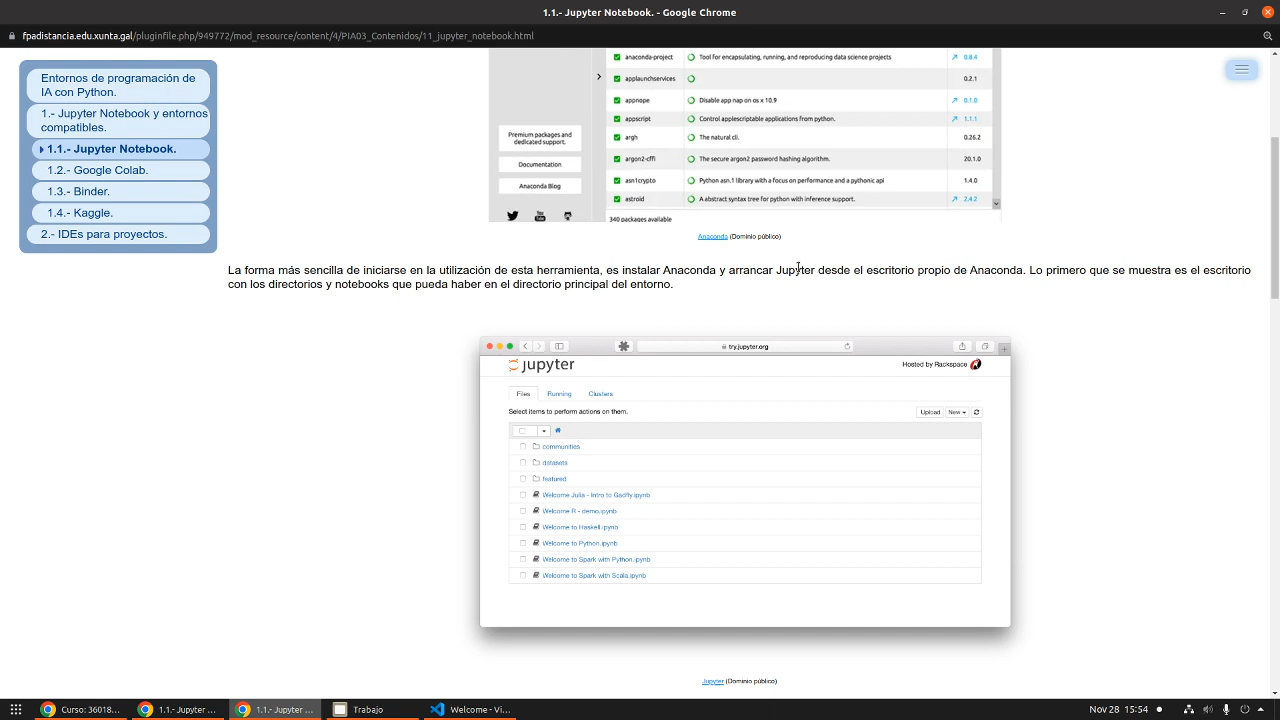 1.1.- Jupyter Notebook.
fpadistancia.edu.xunta.gal/pluginfile.php/949772/mod_resource/content/4/PIA03_Contenidos/11_jupyter_notebook.html
Entornos de programación de
IA con Python.
1.- Jupyter Notebook y entornos
compatibles.
1.1.- Jupyter Notebook.
1.2.- Google Colab.
1.3.- Binder.
1.4.- Kaggle.
2.- IDEs para proyectos.
anaconda-project Tool for encapsulating, running, and reproducing data science projects 0.8.4
applaunchservices 0.2.1
appnope Disable app nap on os x 10.9 0.1.0
appscript Control applescriptable applications from python. 1.1.1
argh The natural cli. 0.26.2
argon2-cffi The secure argon2 password hashing algorithm. 20.1.0
asn1crypto Python asn.1 library with a focus on performance and a pythonic api 1.4.0
astroid A abstract syntax tree for python with inference support. 2.4.2
340 packages available
Premium packages and
dedicated support.
Documentation
Anaconda Blog
Anaconda (Dominio público)
La forma más sencilla de iniciarse en la utilización de esta herramienta, es instalar Anaconda y arrancar Jupyter desde el escritorio propio de Anaconda. Lo primero que se muestra es el escritorio
con los directorios y notebooks que pueda haber en el directorio principal del entorno.
try.jupyter.org
jupyter
Hosted by Rackspace
Files Running Clusters
Select items to perform actions on them.
Upload New
communities
datasets
featured
Welcome Julia - Intro to Gadfly.ipynb
Welcome R - demo.ipynb
Welcome to Haskell.ipynb
Welcome to Python.ipynb
Welcome to Spark with Python.ipynb
Welcome to Spark with Scala.ipynb
Jupyter (Dominio público)
Curso: 36018... 1.1.- Jupyter ... 1.1.- Jupyter ... Trabajo Welcome - Vi... Nov 28 15:54